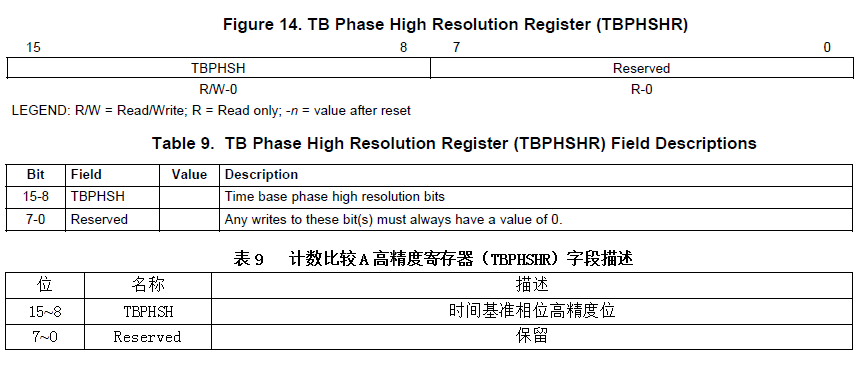 Figure 14. TB Phase High Resolution Register (TBPHSHR)
15 8 7 0
TBPHSH Reserved
R/W-0 R-0
LEGEND: R/W = Read/Write; R = Read only; -n = value after reset
Table 9. TB Phase High Resolution Register (TBPHSHR) Field Descriptions
Bit Field Value Description
15-8 TBPHSH Time base phase high resolution bits
7-0 Reserved Any writes to these bit(s) must always have a value of 0.
表 9 计数比较 A 高精度寄存器（TBPHSHR）字段描述
位 名称 描述
15~8 TBPHSH 时间基准相位高精度位
7~0 Reserved 保留